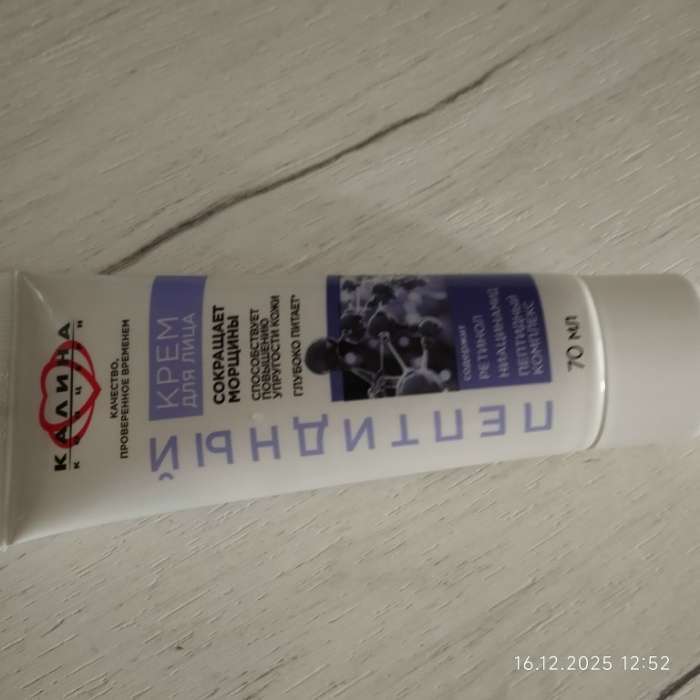 КАЛИНА
КОНЦЕРН
КАЧЕСТВО,
ПРОВЕРЕННОЕ ВРЕМЕНЕМ
КРЕМ
ДЛЯ ЛИЦА
СОКРАЩАЕТ
МОРЩИНЫ
СПОСОБСТВУЕТ
ПОВЫШЕНИЮ
УПРУГОСТИ КОЖИ
ГЛУБОКО ПИТАЕТ*
ПЕПТИДНЫЙ
СОДЕРЖИТ
РЕТИНОЛ
НИАЦИНАМИД
ПЕПТИДНЫЙ
КОМПЛЕКС
70 МЛ
16.12.2025 12:52